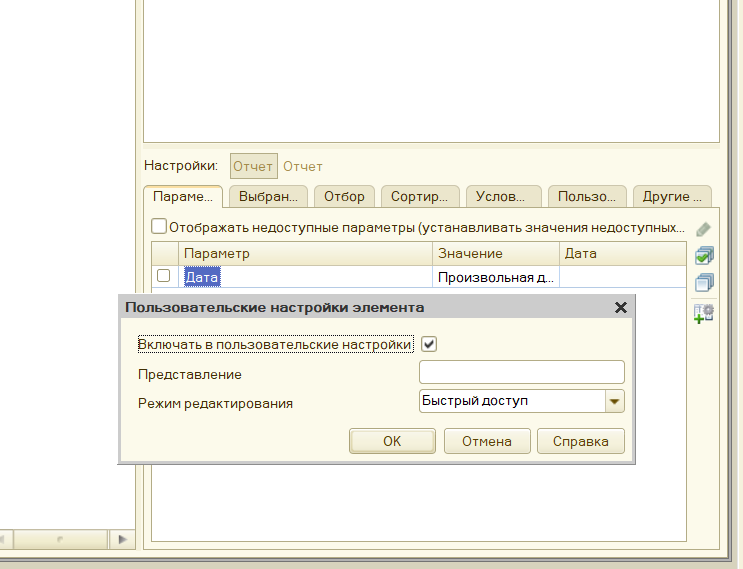 Настройки: Отчет Отчет
Параме... Выбран... Отбор Сортир... Услов... Пользо... Другие ...
Отображать недоступные параметры (устанавливать значения недоступных...
Параметр Значение Дата
Дата Произвольная д...
Пользовательские настройки элемента
Включать в пользовательские настройки
Представление
Режим редактирования Быстрый доступ
OK Отмена Справка